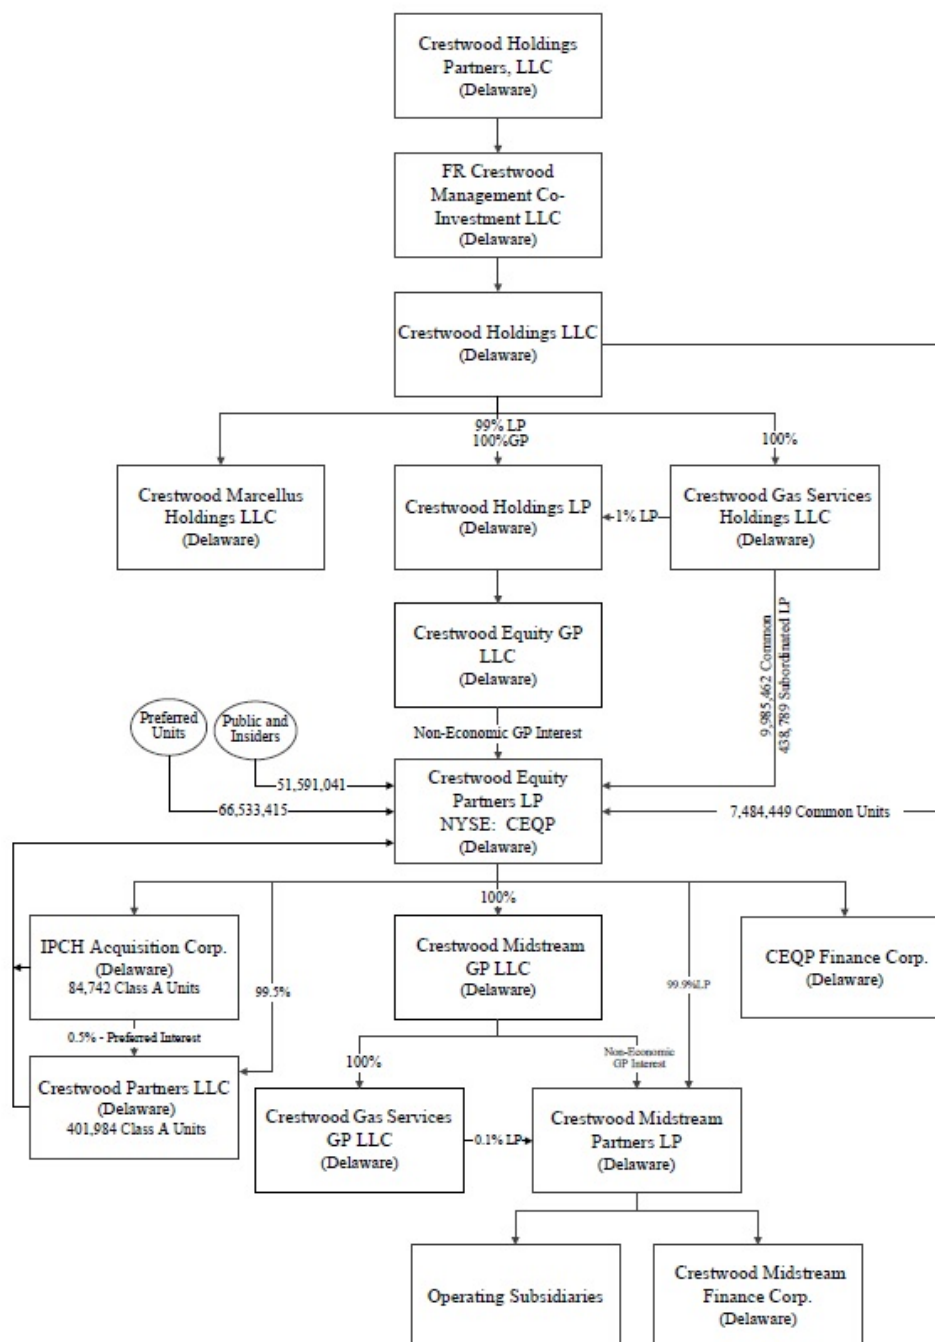 Crestwood Holdings
Partners, LLC
(Delaware)
FR Crestwood
Management Co-
Investment LLC
(Delaware)
Crestwood Holdings LLC
(Delaware)
99% LP
100%GP
100%
Crestwood Marcellus
Holdings LLC
(Delaware)
Crestwood Holdings LP
(Delaware)
1% LP
Crestwood Gas Services
Holdings LLC
(Delaware)
Crestwood Equity GP
LLC
(Delaware)
9,985,462 Common
438,789 Subordinated LP
Preferred
Units
Public and
Insiders
Non-Economic GP Interest
51,591,041
66,533,415
Crestwood Equity
Partners LP
NYSE: CEQP
(Delaware)
7,484,449 Common Units
100%
IPCH Acquisition Corp.
(Delaware)
84,742 Class A Units
99.5%
Crestwood Midstream
GP LLC
(Delaware)
99.9%LP
CEQP Finance Corp.
(Delaware)
0.5% - Preferred Interest
100%
Non-Economic
GP Interest
Crestwood Partners LLC
(Delaware)
401,984 Class A Units
Crestwood Gas Services
GP LLC
(Delaware)
0.1% LP
Crestwood Midstream
Partners LP
(Delaware)
Operating Subsidiaries
Crestwood Midstream
Finance Corp.
(Delaware)